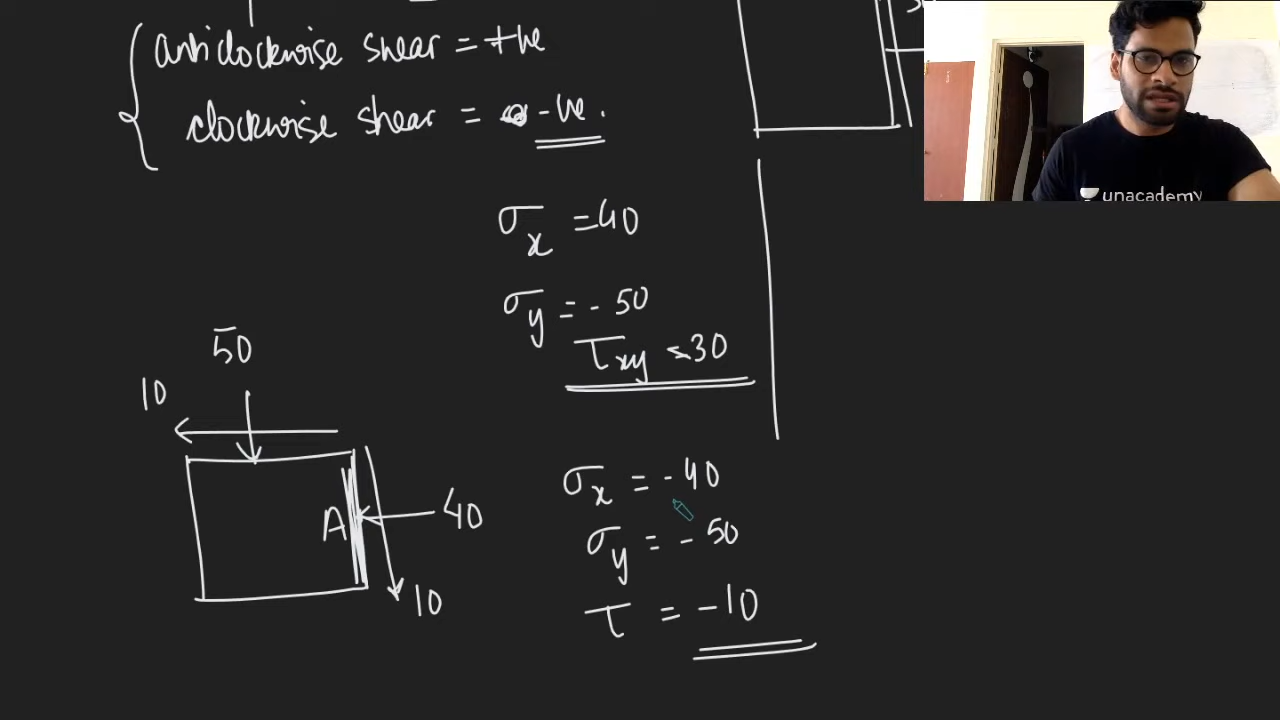 anticlockwise shear = +ve
clockwise shear = -ve.
unacademy
σx = 40
σy = - 50
τxy = 30
50
10
σx = - 40
A
40
σy = - 50
10
τ = - 10